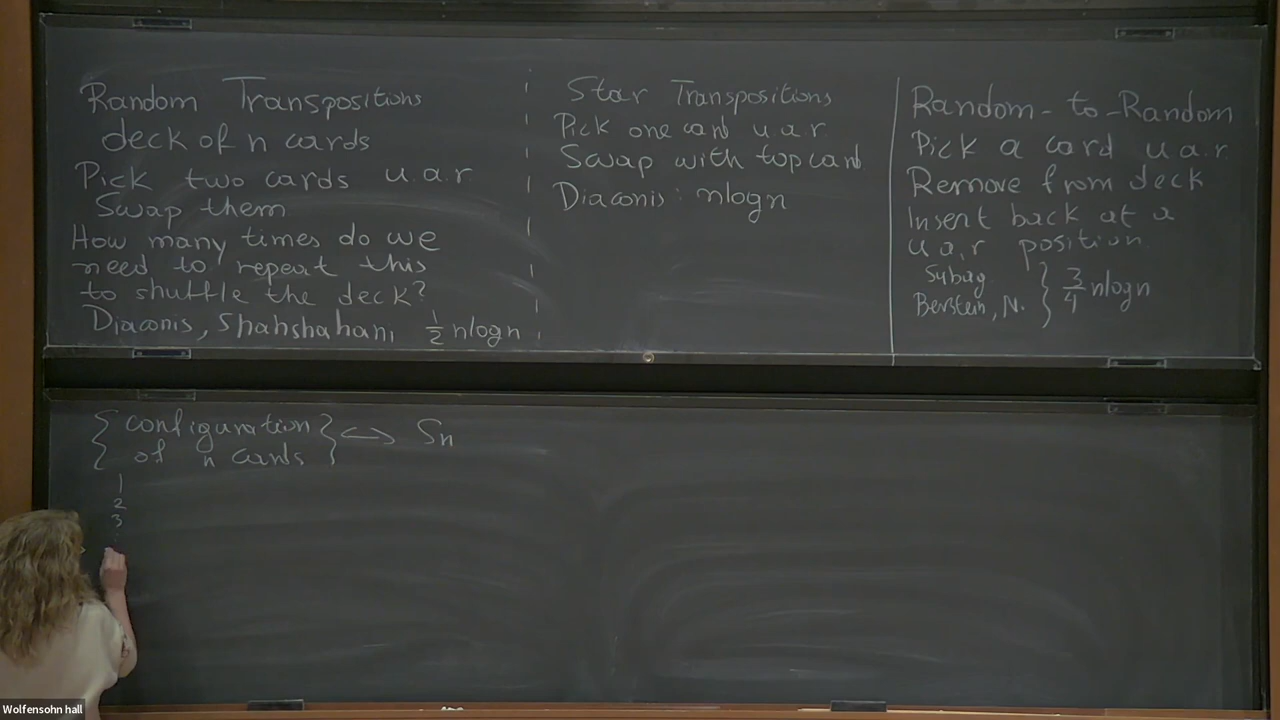 Random Transpositions
deck of n cards
Pick two cards u.a.r
Swap them
How many times do we
need to repeat this
to shuffle the deck?
Diaconis, Shahshahani 1/2 nlogn
Star Transpositions
Pick one card u.a.r
Swap with top card
Diaconis: nlogn
Random-to-Random
Pick a card u.a.r.
Remove from deck
Insert back at a
u.a.r position
Subag
Berstein, N. } 3/4 nlogn
{ configuration of n cards } ↔ Sn
1
2
3
Wolfensohn hall